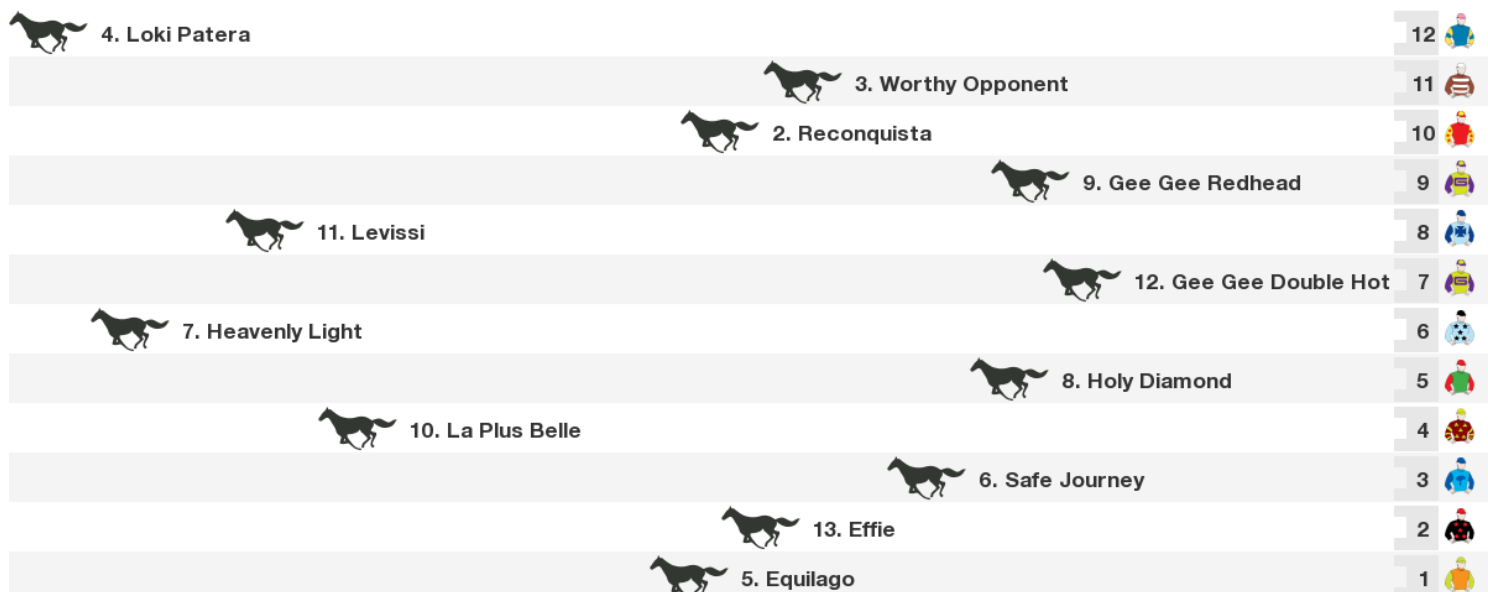 4. Loki Patera 12
3. Worthy Opponent 11
2. Reconquista 10
9. Gee Gee Redhead 9
11. Levissi 8
12. Gee Gee Double Hot 7
7. Heavenly Light 6
8. Holy Diamond 5
10. La Plus Belle 4
6. Safe Journey 3
13. Effie 2
5. Equilago 1